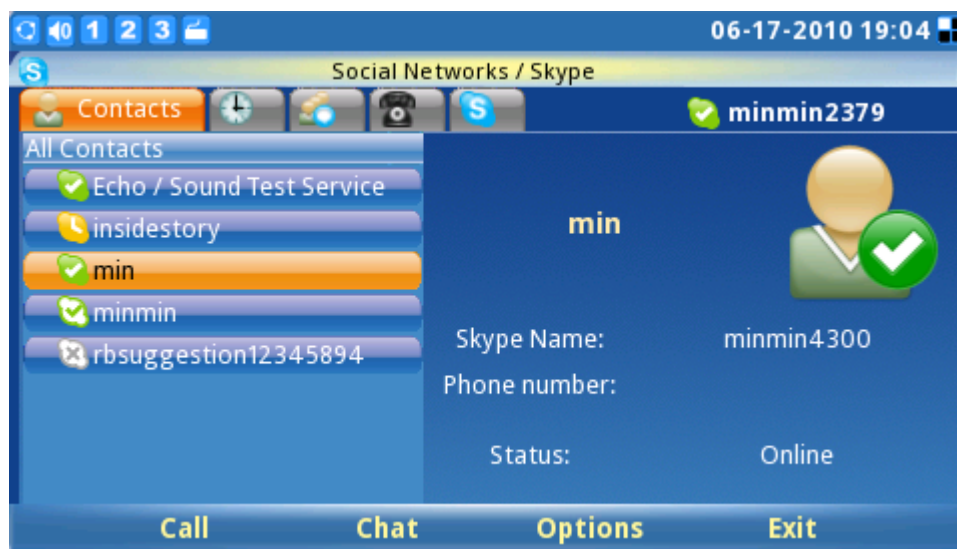 1 2 3 06-17-2010 19:04
S Social Networks / Skype
Contacts S minmin2379
All Contacts
Echo / Sound Test Service
insidestory
min
minmin
rbsuggestion12345894
min
Skype Name: minmin4300
Phone number:
Status: Online
Call Chat Options Exit